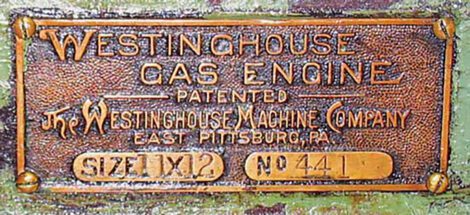 WESTINGHOUSE
GAS ENGINE
PATENTED
The WESTINGHOUSE MACHINE COMPANY
EAST PITTSBURG, PA.
SIZE 11X12 No 441